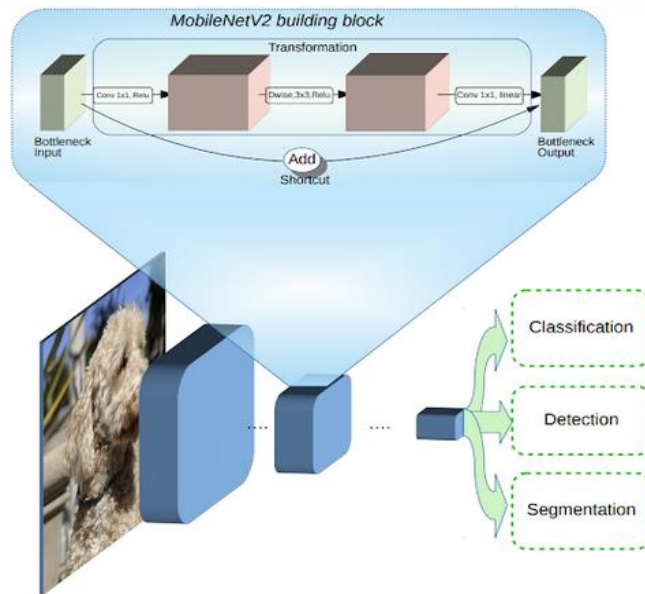 MobileNetV2 building block
Transformation
Conv 1x1, Relu
Dwise,3x3,Relu
Conv 1x1, linear
Bottleneck
Input
Bottleneck
Output
Add
Shortcut
....
....
Classification
Detection
Segmentation